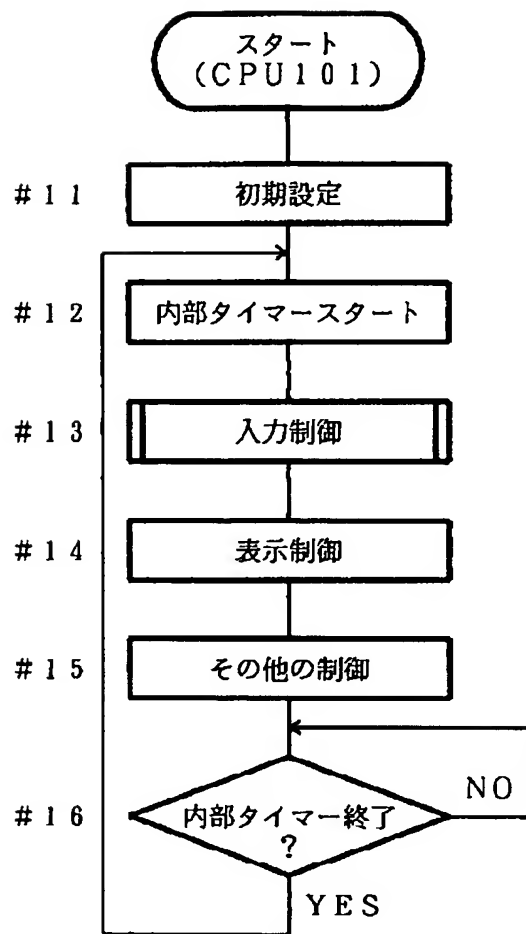 スタート
(CPU101)
#11 初期設定
#12 内部タイマースタート
#13 入力制御
#14 表示制御
#15 その他の制御
#16 内部タイマー終了 NO
?
YES